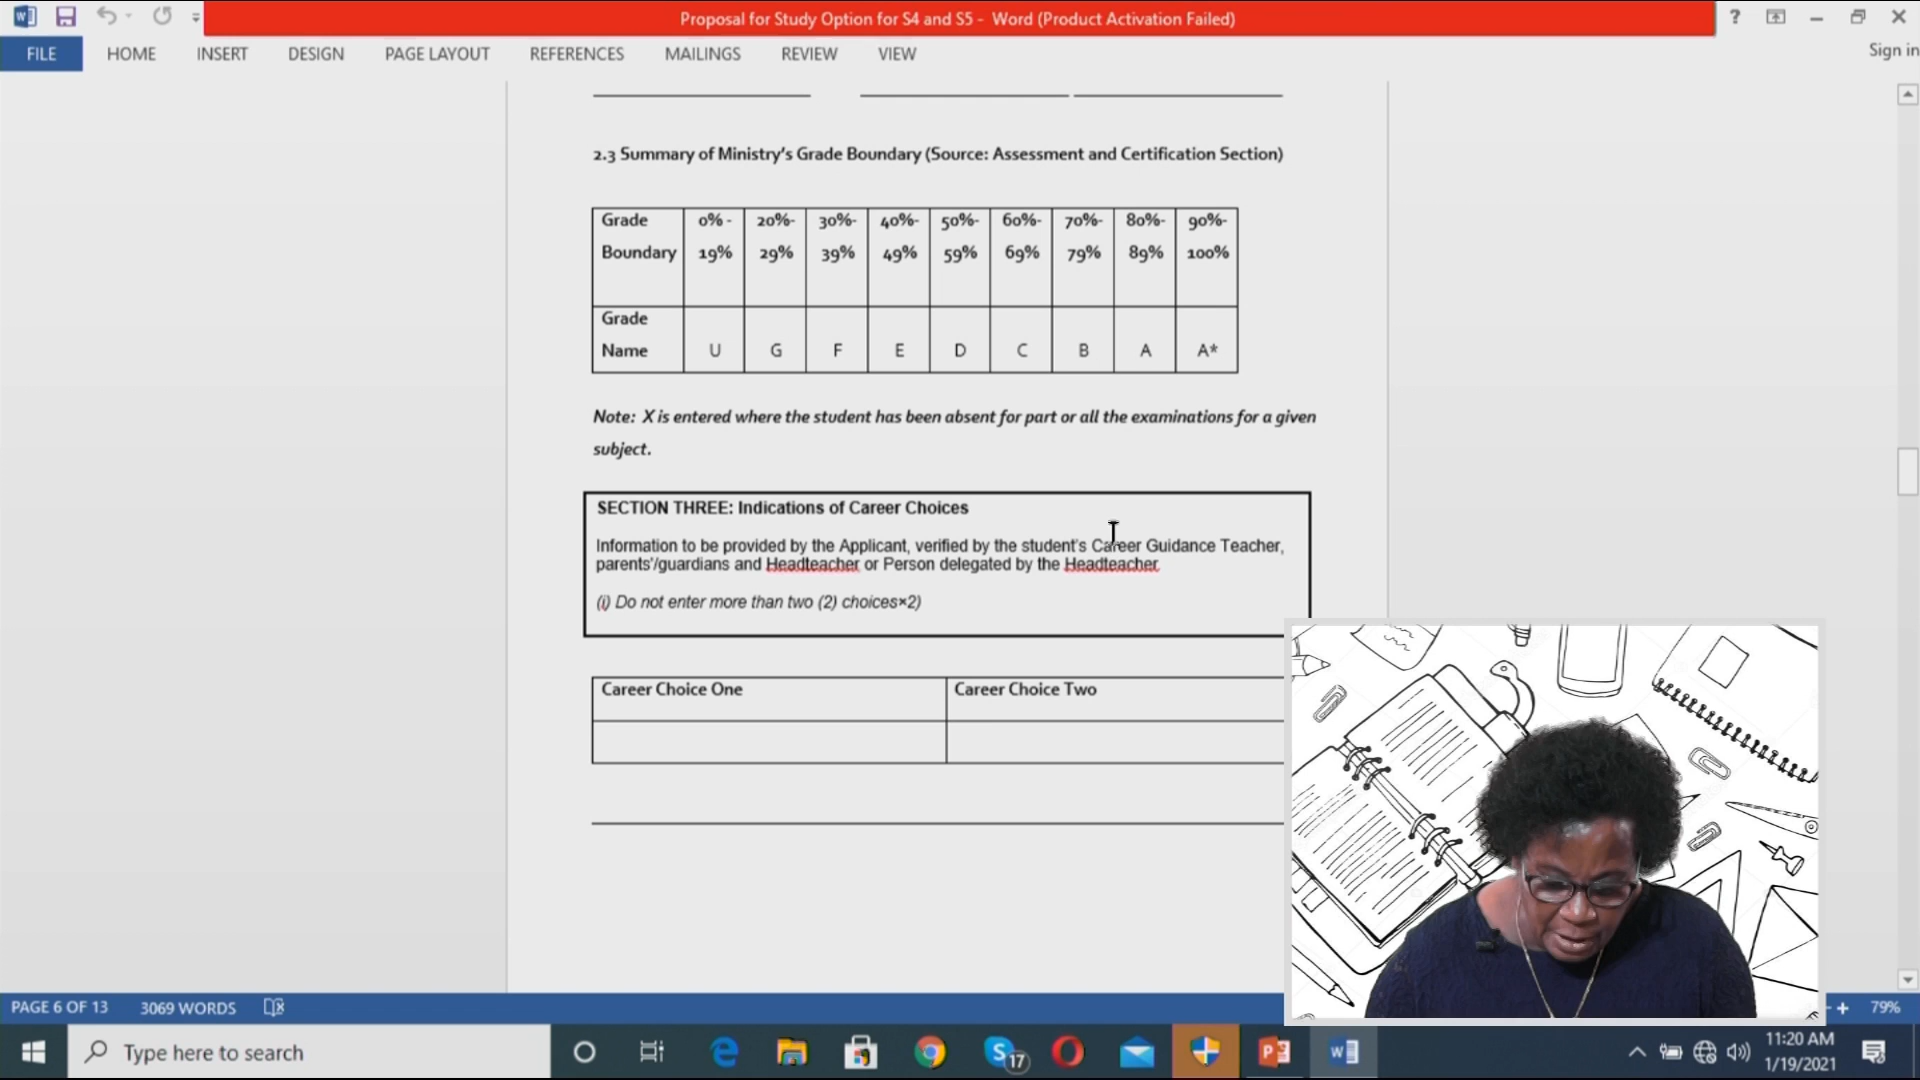 Proposal for Study Option for S4 and S5 - Word (Product Activation Failed)
FILE HOME INSERT DESIGN PAGE LAYOUT REFERENCES MAILINGS REVIEW VIEW Sign in
2.3 Summary of Ministry's Grade Boundary (Source: Assessment and Certification Section)
Grade 0% - 20%- 30%- 40%- 50%- 60%- 70%- 80%- 90%-
Boundary 19% 29% 39% 49% 59% 69% 79% 89% 100%
Grade
Name U G F E D C B A A*
Note: X is entered where the student has been absent for part or all the examinations for a given
subject.
SECTION THREE: Indications of Career Choices
Information to be provided by the Applicant, verified by the student's Career Guidance Teacher,
parents'/guardians and Headteacher or Person delegated by the Headteacher
(i) Do not enter more than two (2) choices×2)
Career Choice One Career Choice Two
PAGE 6 OF 13 3069 WORDS 79%
Type here to search 17 11:20 AM
1/19/2021